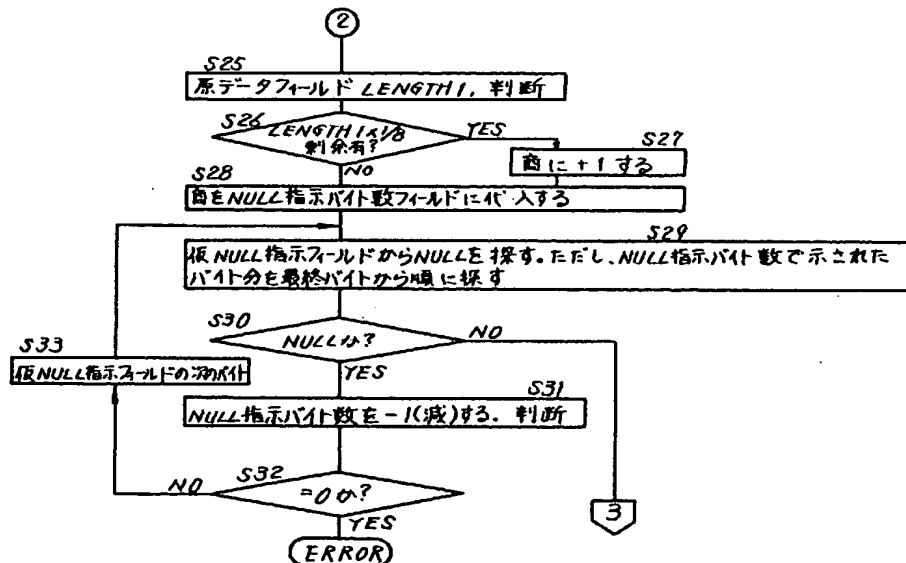 2
S25
原データフィールド LENGTH1, 判断
S26
LENGTH1×1/8
剰余有?
YES
S27
商に+1する
NO
S28
商をNULL指示バイト数フィールドに代入する
S29
仮NULL指示フィールドからNULLを探す。ただし、NULL指示バイト数で示された
バイト分を最終バイトから順に探す
S30
NULLか?
NO
S33
仮NULL指示フィールドの次のバイト
YES
S31
NULL指示バイト数を-1(減)する. 判断
S32
NO
=0か?
YES
3
ERROR